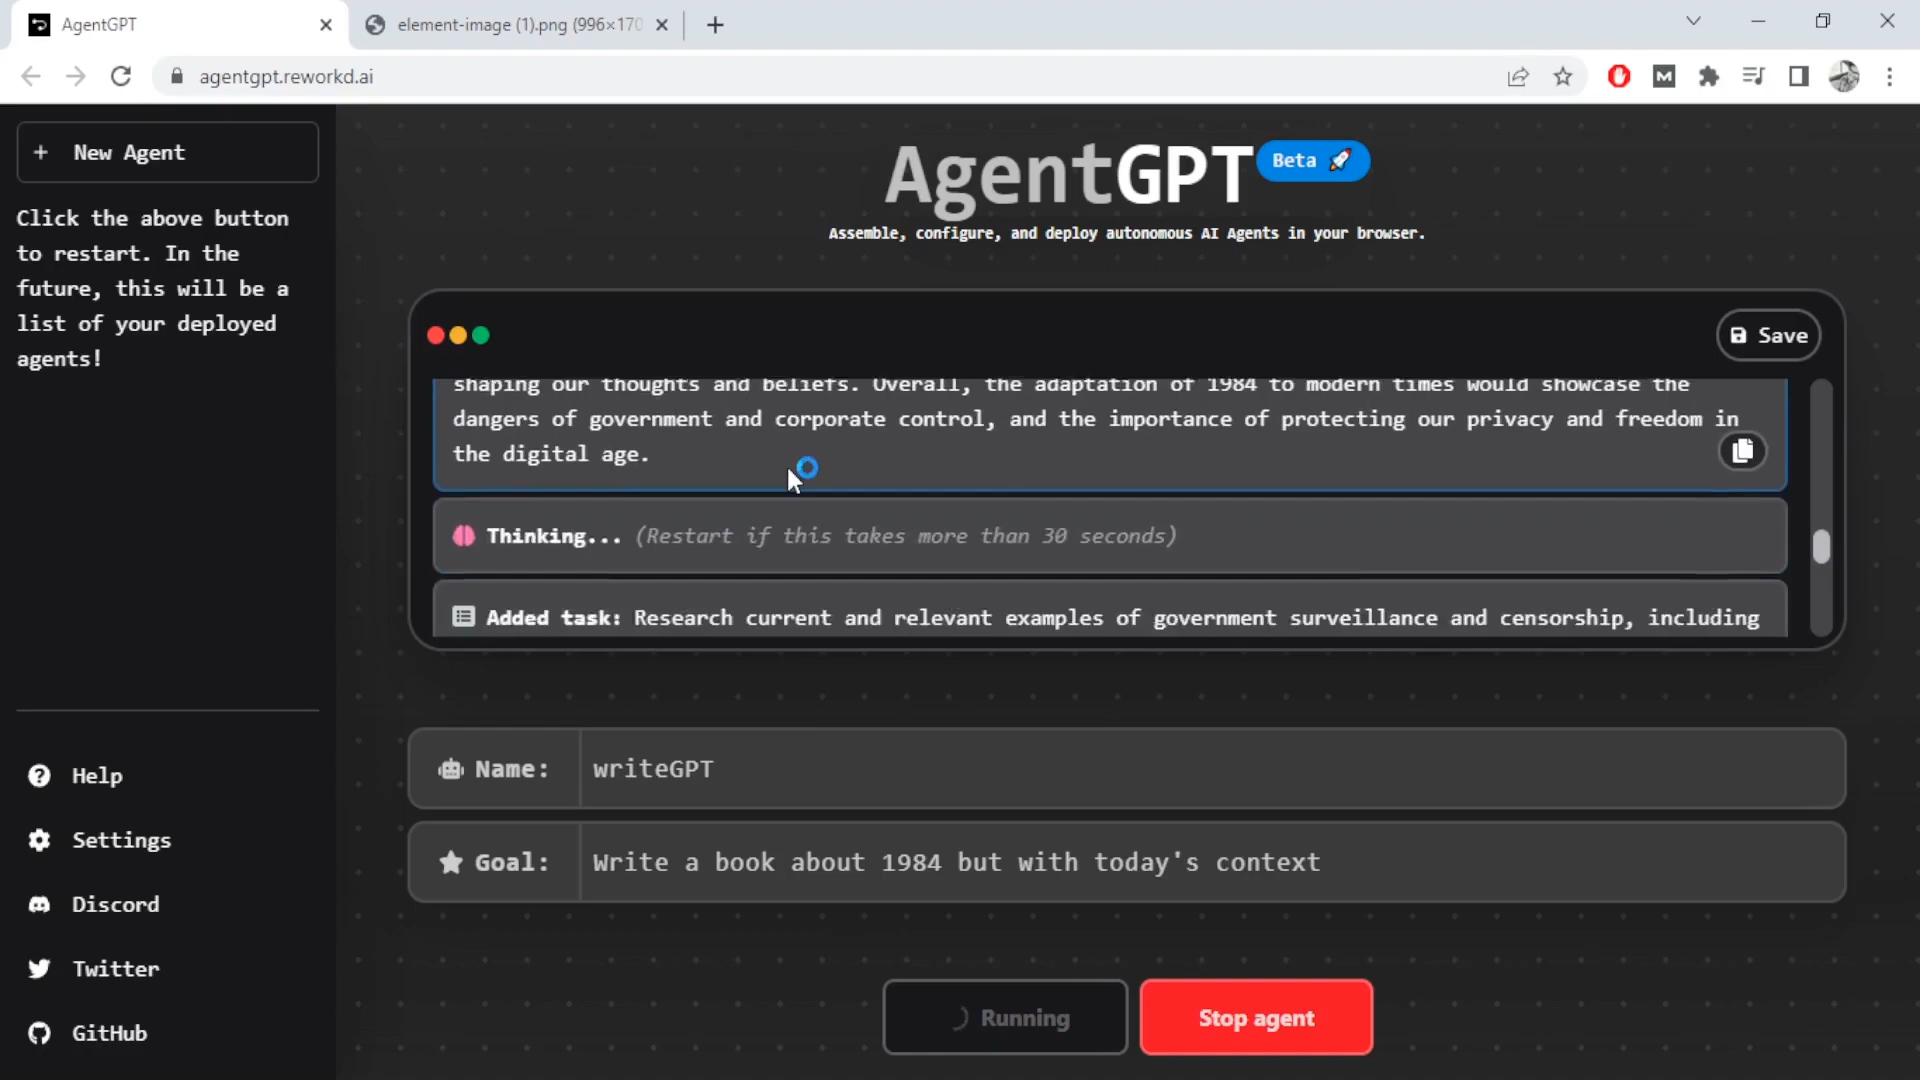 AgentGPT
element-image (1).png (996×170
agentgpt.reworkd.ai
+ New Agent
Click the above button
to restart. In the
future, this will be a
list of your deployed
agents!
Help
Settings
Discord
Twitter
GitHub
AgentGPT
Beta 🚀
Assemble, configure, and deploy autonomous AI Agents in your browser.
Save
shaping our thoughts and beliefs. Overall, the adaptation of 1984 to modern times would showcase the
dangers of government and corporate control, and the importance of protecting our privacy and freedom in
the digital age.
Thinking... (Restart if this takes more than 30 seconds)
Added task: Research current and relevant examples of government surveillance and censorship, including
Name: writeGPT
Goal: Write a book about 1984 but with today's context
Running
Stop agent